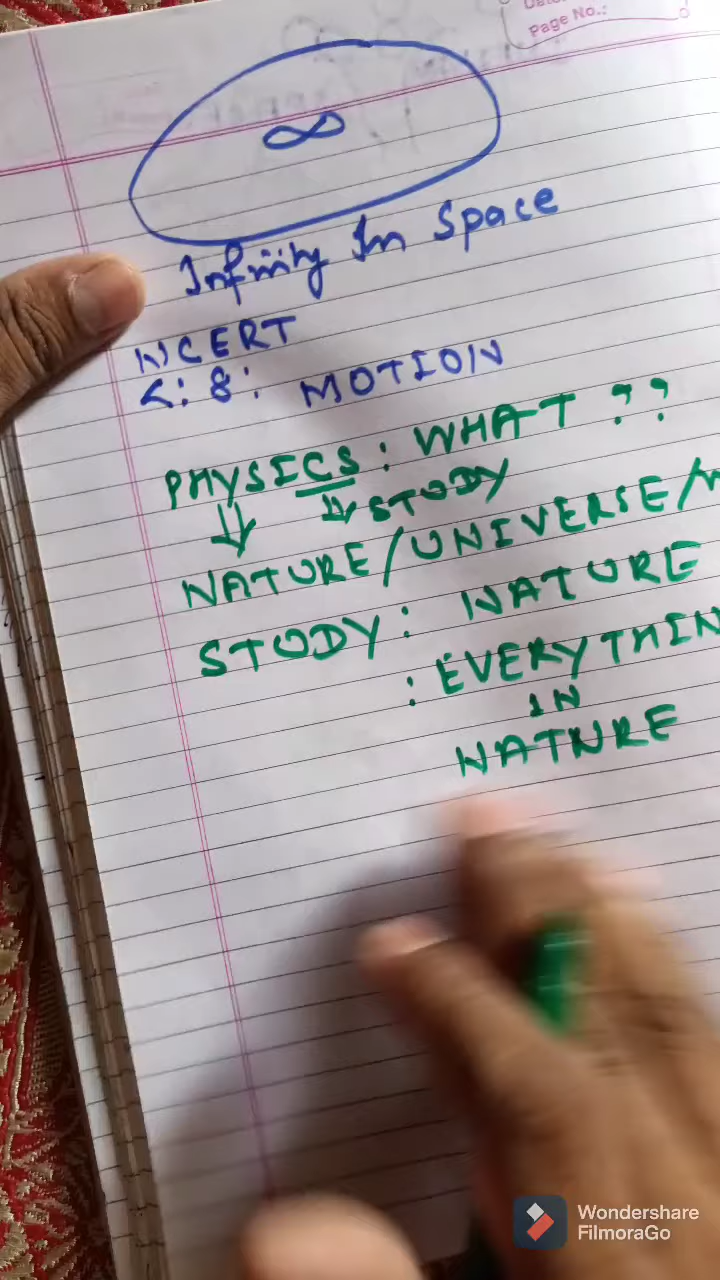 Page No.:
∞
Infinity In Space
NCERT
C: 8: MOTION
PHYSICS: WHAT ??
STUDY
NATURE/UNIVERSE/
STUDY: NATURE
: EVERYTHIN
IN
NATURE
Wondershare
FilmoraGo